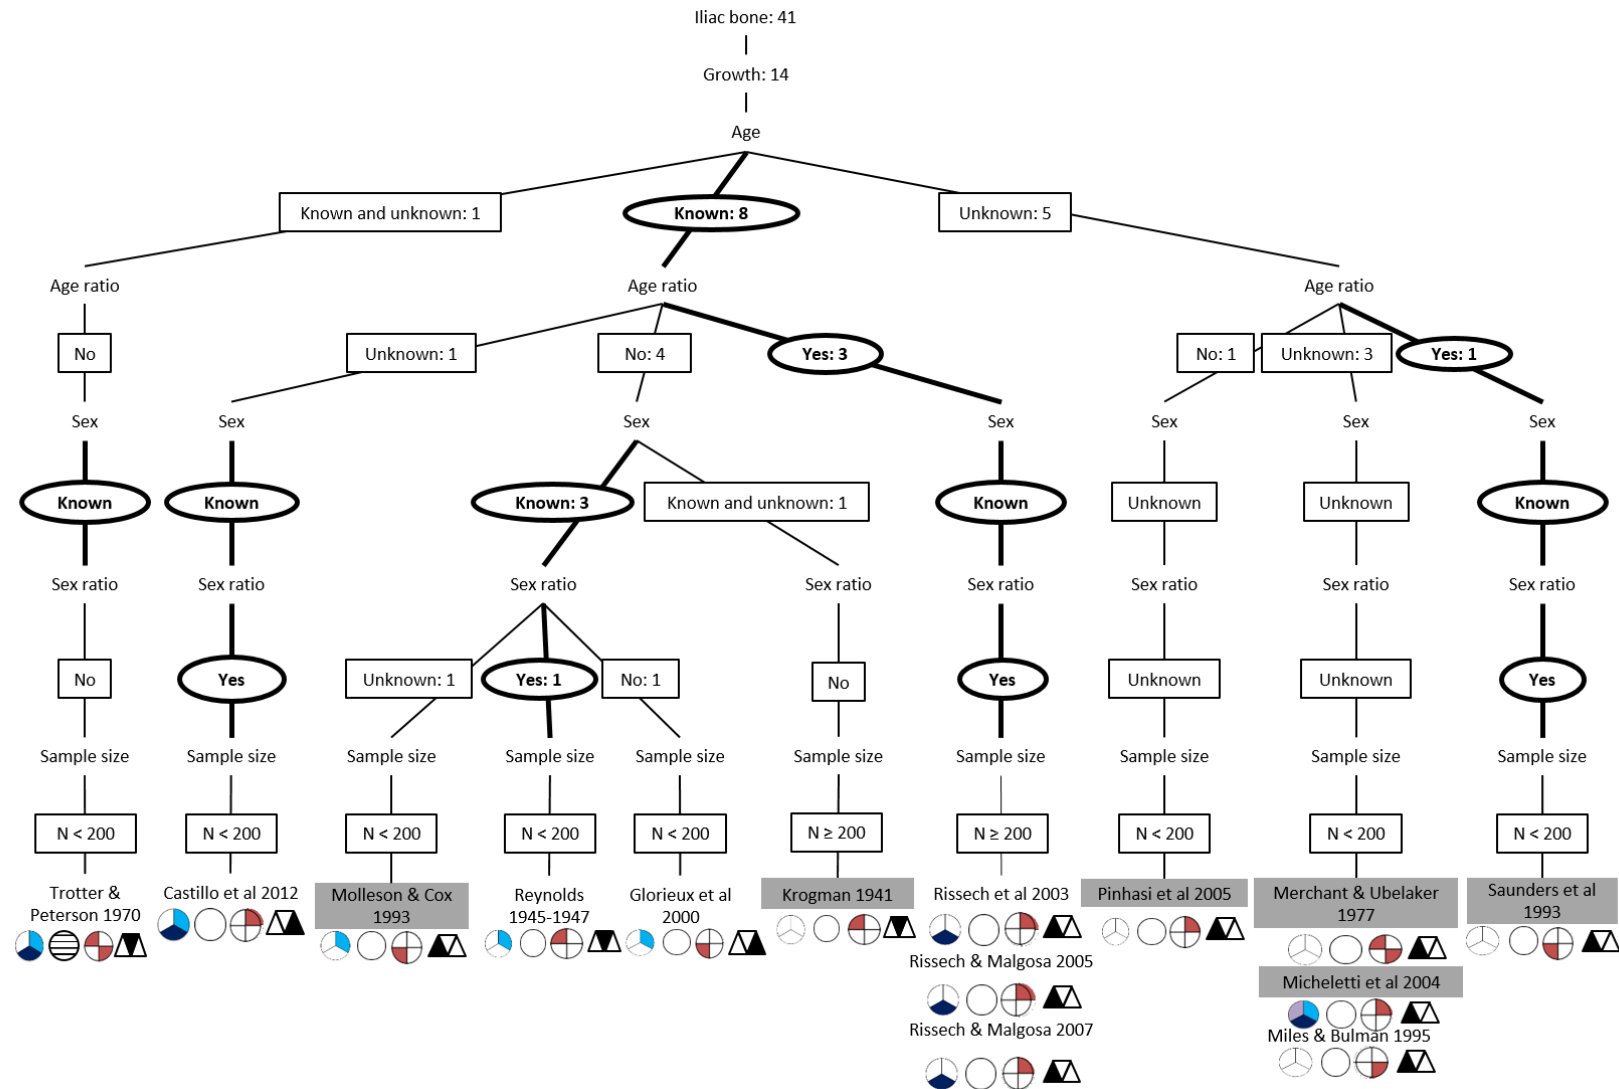 Iliac bone: 41
Growth: 14
Age
Known and unknown: 1
Known: 8
Unknown: 5
Age ratio
Age ratio
Age ratio
No
Unknown: 1
No: 4
Yes: 3
No: 1
Unknown: 3
Yes: 1
Sex
Sex
Sex
Sex
Sex
Sex
Sex
Known
Known
Known: 3
Known and unknown: 1
Known
Unknown
Unknown
Known
Sex ratio
Sex ratio
Sex ratio
Sex ratio
Sex ratio
Sex ratio
Sex ratio
Sex ratio
No
Yes
Unknown: 1
Yes: 1
No: 1
No
Yes
Unknown
Unknown
Yes
Sample size
Sample size
Sample size
Sample size
Sample size
Sample size
Sample size
Sample size
Sample size
Sample size
N < 200
N < 200
N < 200
N < 200
N < 200
N ≥ 200
N ≥ 200
N < 200
N < 200
N < 200
Trotter &
Peterson 1970
Castillo et al 2012
Molleson & Cox
1993
Reynolds
1945-1947
Glorieux et al
2000
Krogman 1941
Rissech et al 2003
Rissech & Malgosa 2005
Rissech & Malgosa 2007
Pinhasi et al 2005
Merchant & Ubelaker
1977
Micheletti et al 2004
Miles & Bulman 1995
Saunders et al
1993